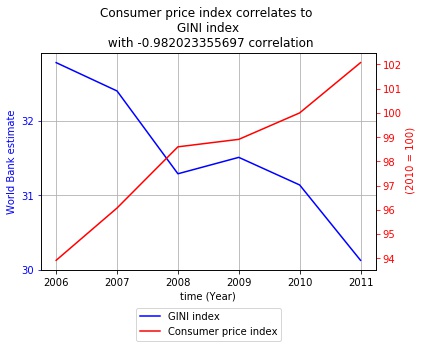 Consumer price index correlates to
GINI index
with -0.982023355697 correlation
World Bank estimate
32
31
30
102
101
100
99
98
97
96
95
94
(2010 = 100)
2006 2007 2008 2009 2010 2011
time (Year)
GINI index
Consumer price index